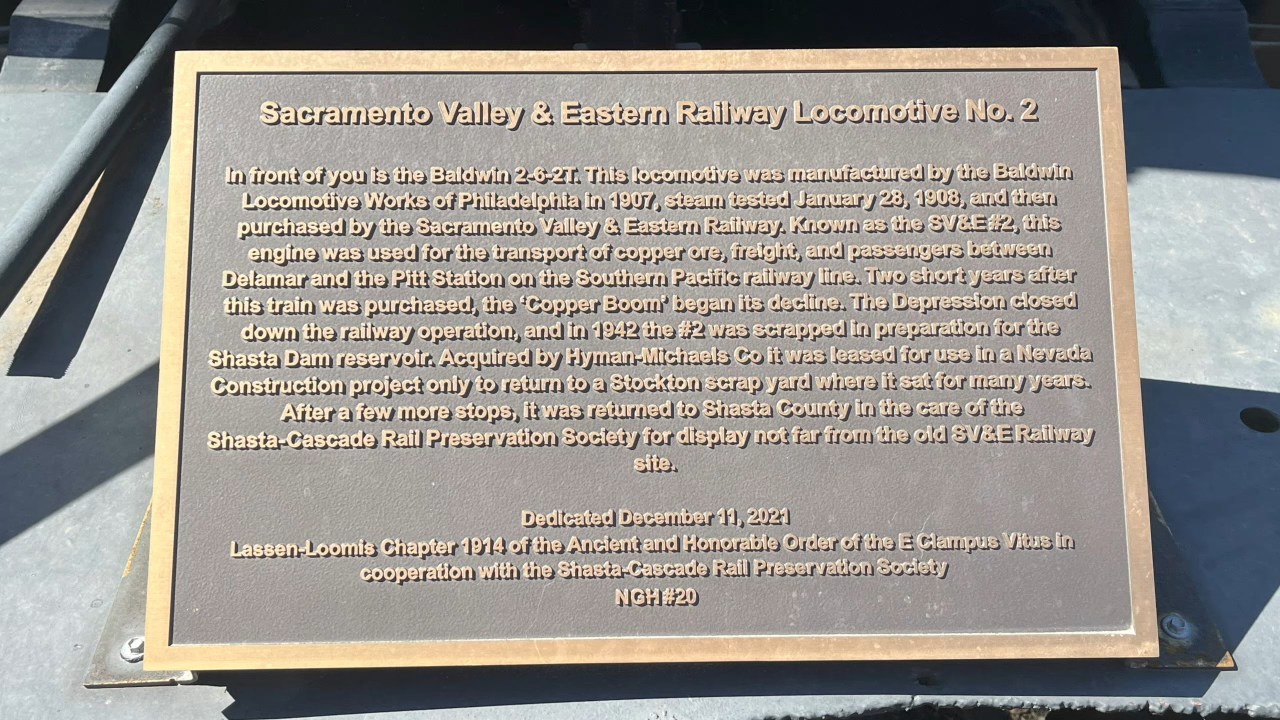 Sacramento Valley & Eastern Railway Locomotive No. 2
In front of you is the Baldwin 2-6-2T. This locomotive was manufactured by the Baldwin
Locomotive Works of Philadelphia in 1907, steam tested January 28, 1908, and then
purchased by the Sacramento Valley & Eastern Railway. Known as the SV&E#2, this
engine was used for the transport of copper ore, freight, and passengers between
Delamar and the Pitt Station on the Southern Pacific railway line. Two short years after
this train was purchased, the ‘Copper Boom’ began its decline. The Depression closed
down the railway operation, and in 1942 the #2 was scrapped in preparation for the
Shasta Dam reservoir. Acquired by Hyman-Michaels Co it was leased for use in a Nevada
Construction project only to return to a Stockton scrap yard where it sat for many years.
After a few more stops, it was returned to Shasta County in the care of the
Shasta-Cascade Rail Preservation Society for display not far from the old SV&E Railway
site.
Dedicated December 11, 2021
Lassen-Loomis Chapter 1914 of the Ancient and Honorable Order of the E Clampus Vitus in
cooperation with the Shasta-Cascade Rail Preservation Society
NGH #20